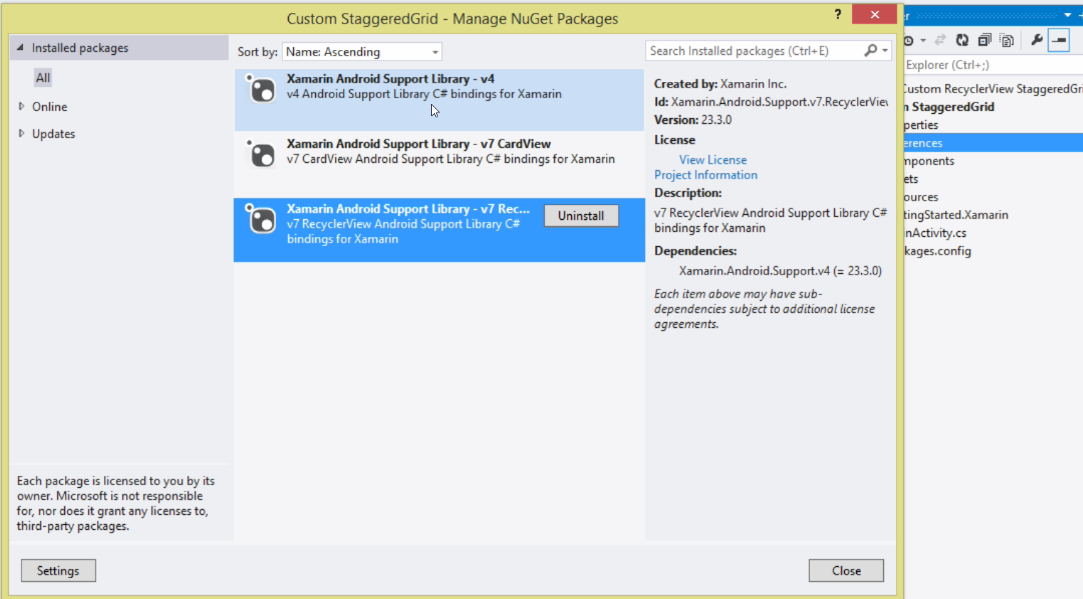 Custom StaggeredGrid - Manage NuGet Packages
?
Installed packages
All
Online
Updates
Each package is licensed to you by its
owner. Microsoft is not responsible
for, nor does it grant any licenses to,
third-party packages.
Settings
Sort by: Name: Ascending
Xamarin Android Support Library - v4
v4 Android Support Library C# bindings for Xamarin
Xamarin Android Support Library - v7 CardView
v7 CardView Android Support Library C# bindings for Xamarin
Xamarin Android Support Library - v7 Rec...
v7 RecyclerView Android Support Library C#
bindings for Xamarin
Uninstall
Search Installed packages (Ctrl+E)
Created by: Xamarin Inc.
Id: Xamarin.Android.Support.v7.RecyclerView
Version: 23.3.0
License
View License
Project Information
Description:
v7 RecyclerView Android Support Library C#
bindings for Xamarin
Dependencies:
Xamarin.Android.Support.v4 (= 23.3.0)
Each item above may have sub-
dependencies subject to additional license
agreements.
Close
er
Explorer (Ctrl+;)
Custom RecyclerView StaggeredGri
n StaggeredGrid
perties
erences
mponents
ets
ources
tingStarted.Xamarin
inActivity.cs
kages.config